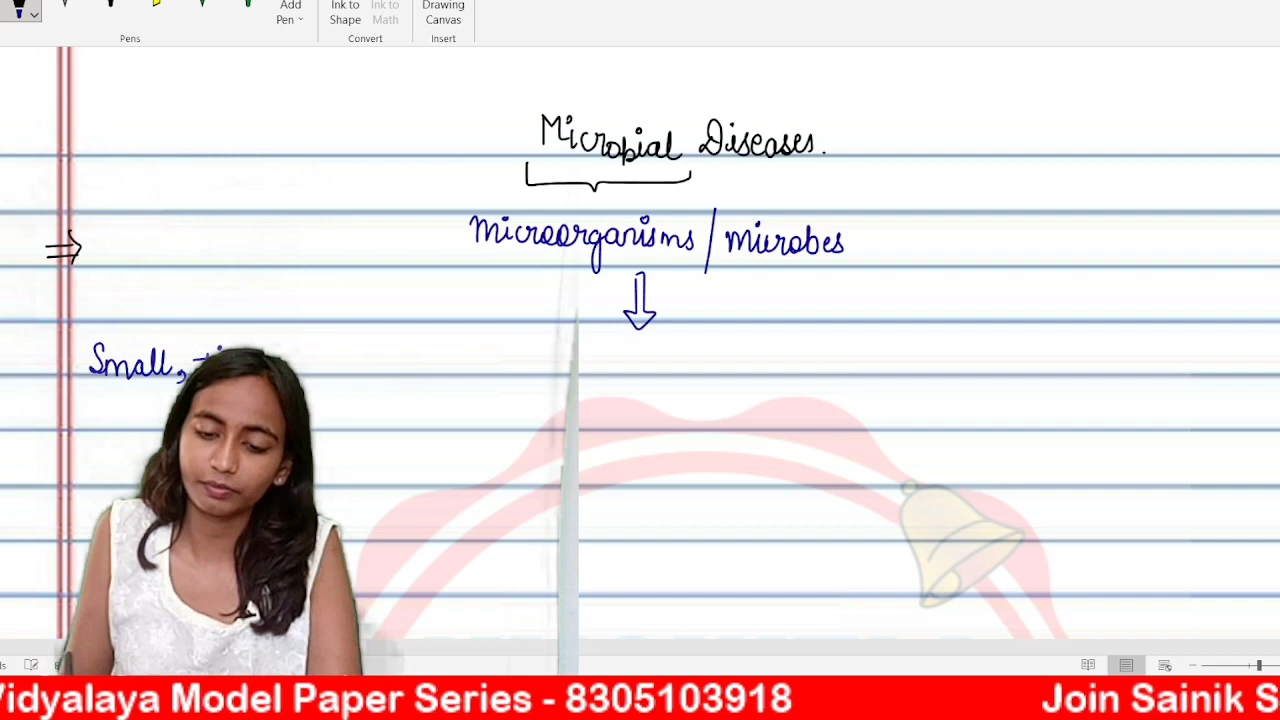 Add
Pen
Ink to
Shape
Ink to
Math
Drawing
Canvas
Pens
Convert
Insert
Microbial Diseases.
Microorganisms / Microbes
Small,
Vidyalaya Model Paper Series - 8305103918
Join Sainik S